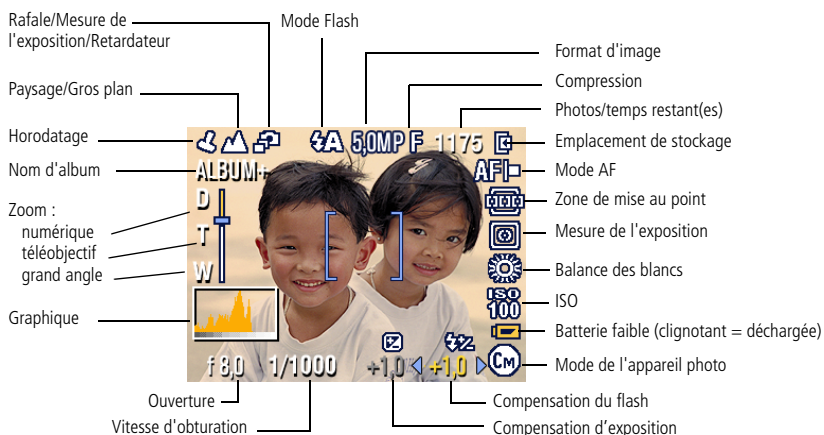 Rafale/Mesure de
l'exposition/Retardateur
Mode Flash
Format d'image
Compression
Paysage/Gros plan
Photos/temps restant(es)
Horodatage
5,0MP F 1175
Emplacement de stockage
Nom d'album
ALBUM+
AF
Mode AF
Zoom :
numérique
téléobjectif
grand angle
D
T
W
Zone de mise au point
Mesure de l'exposition
Balance des blancs
ISO
100
ISO
Graphique
Batterie faible (clignotant = déchargée)
f 8,0 1/1000 +1,0 +1,0 CM
Mode de l'appareil photo
Ouverture
Compensation du flash
Vitesse d'obturation
Compensation d’exposition